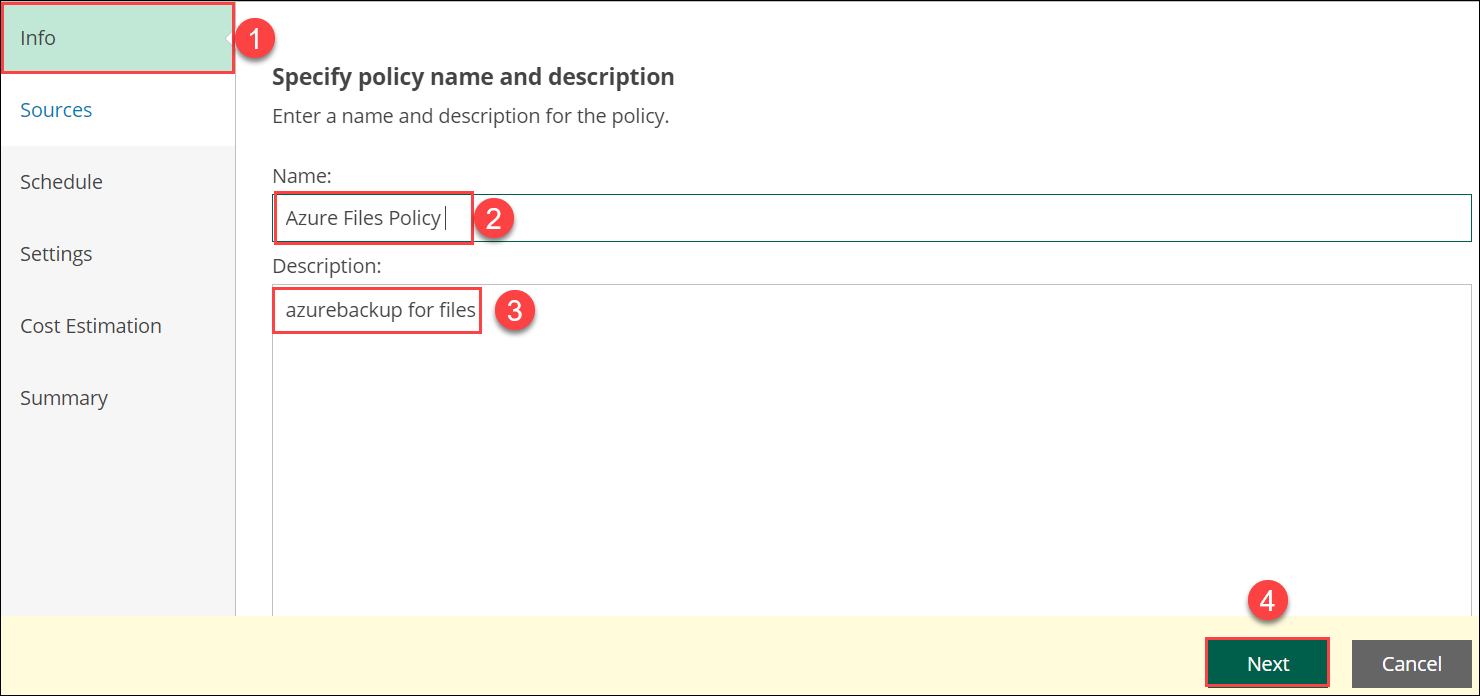 Info
1
Sources
Schedule
Settings
Cost Estimation
Summary
Specify policy name and description
Enter a name and description for the policy.
Name:
Azure Files Policy
2
Description:
azurebackup for files
3
4
Next
Cancel